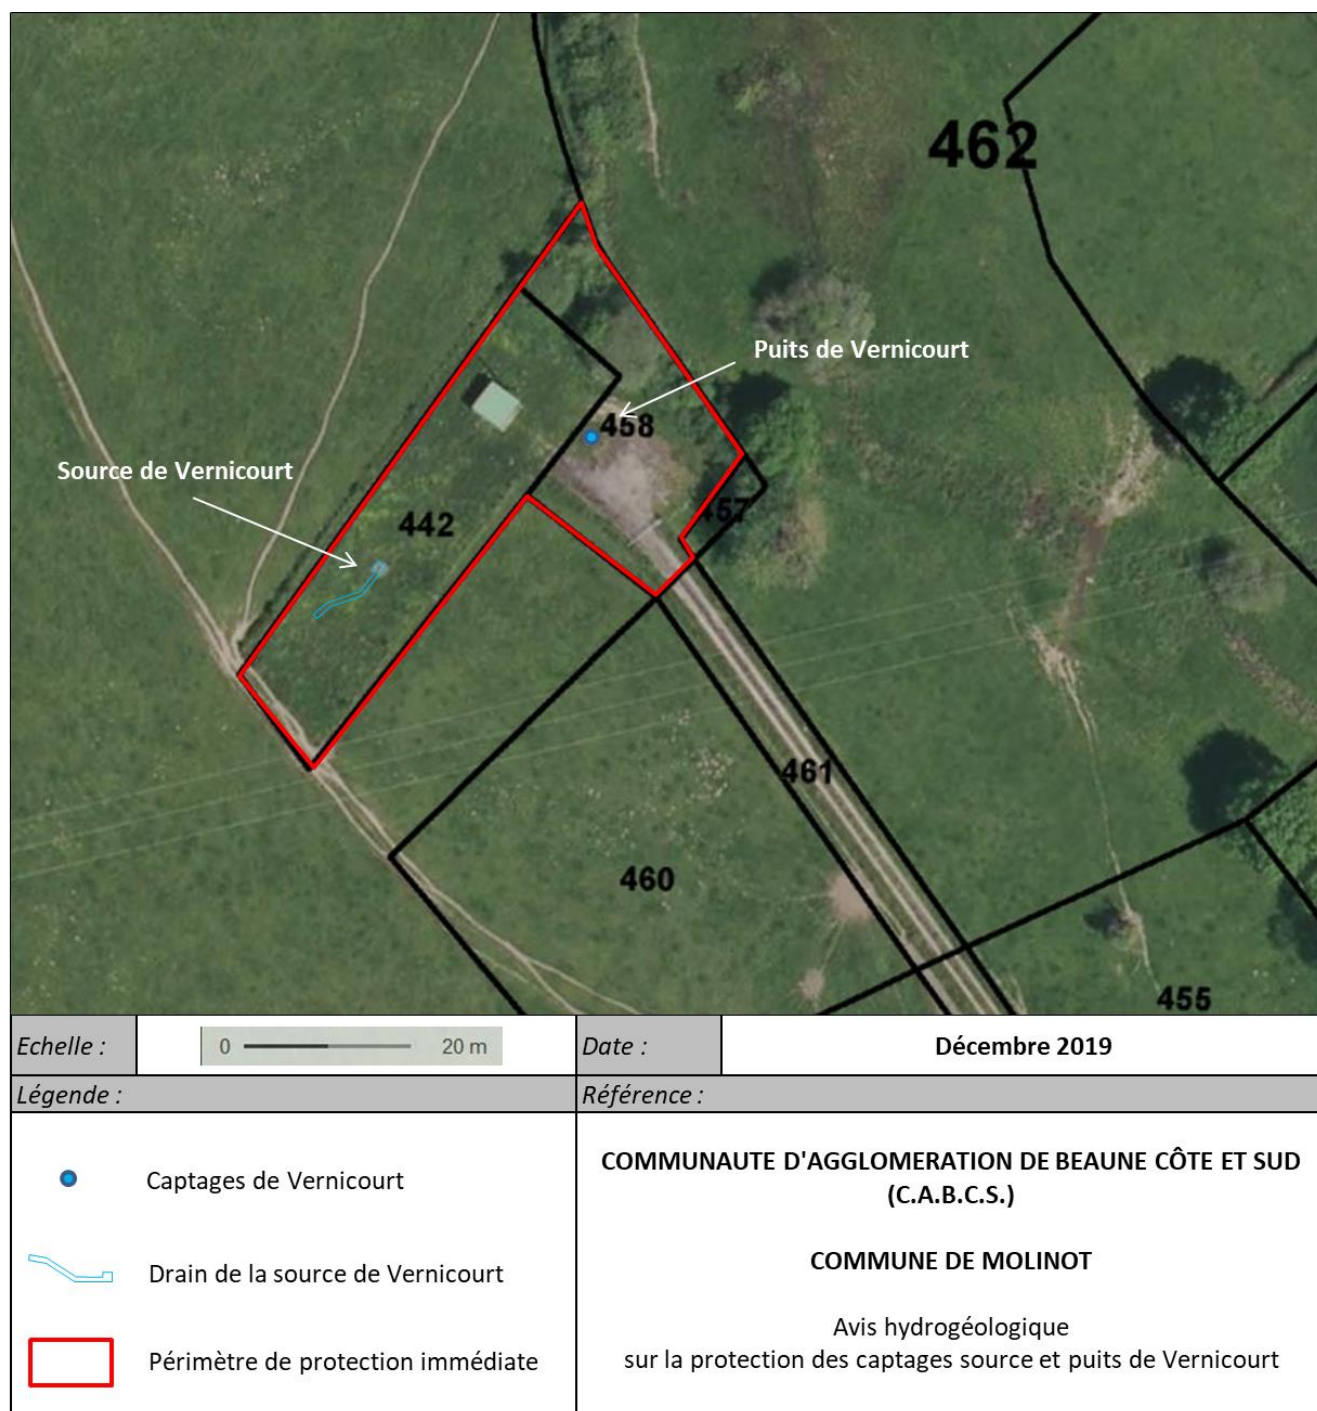 462
Puits de Vernicourt
458
Source de Vernicourt
442
457
461
460
455
Echelle :
0 20 m
Date :
Décembre 2019
Légende :
Référence :
Captages de Vernicourt
Drain de la source de Vernicourt
Périmètre de protection immédiate
COMMUNAUTE D'AGGLOMERATION DE BEAUNE CÔTE ET SUD
(C.A.B.C.S.)
COMMUNE DE MOLINOT
Avis hydrogéologique
sur la protection des captages source et puits de Vernicourt